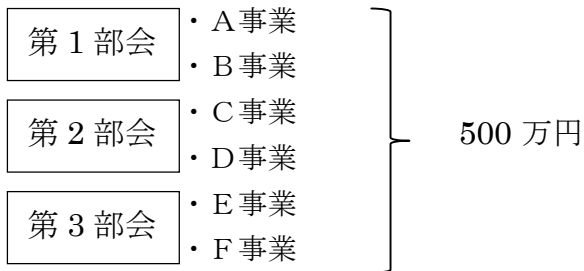 第１部会
・Ａ事業
・Ｂ事業
第２部会
・Ｃ事業
・Ｄ事業
第３部会
・Ｅ事業
・Ｆ事業
500 万円